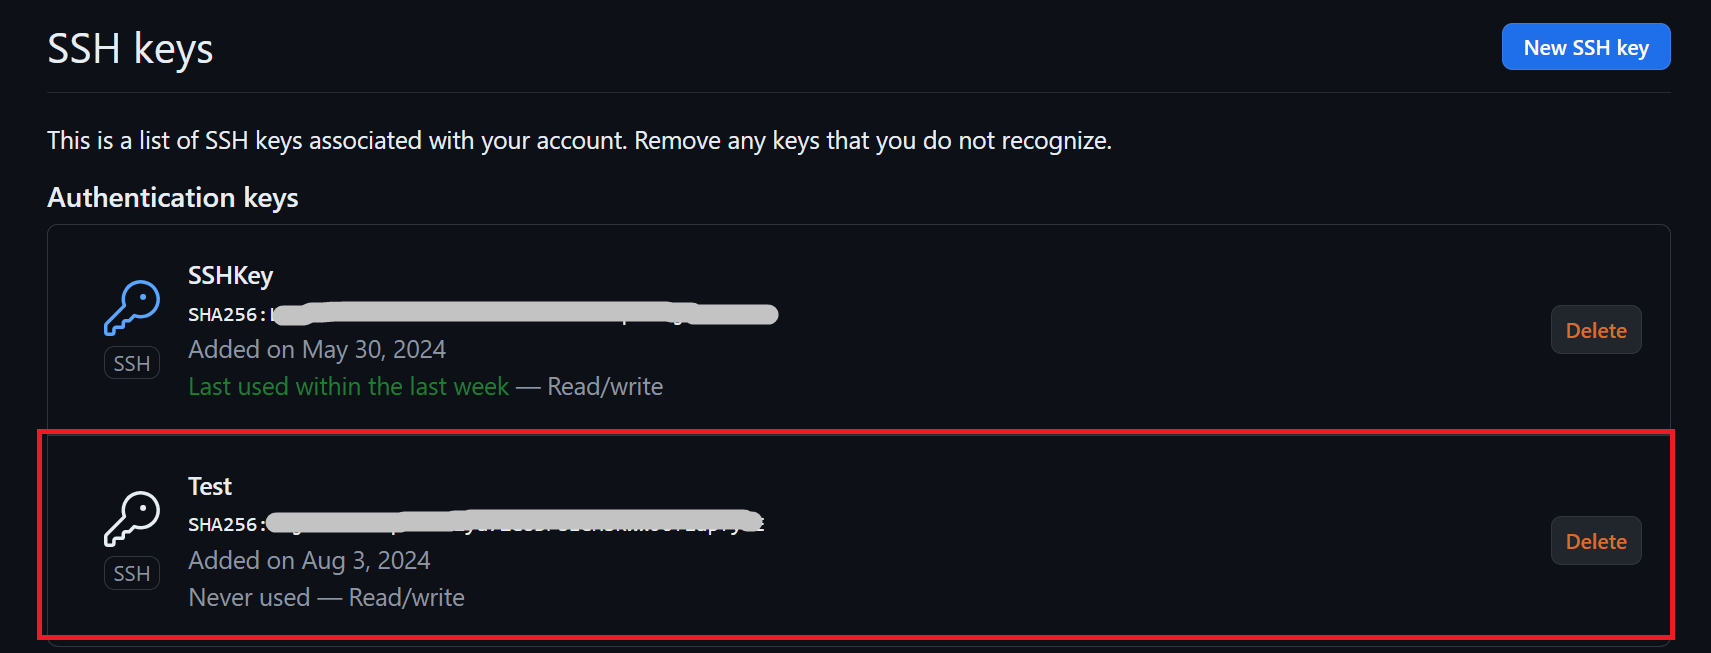 SSH keys
New SSH key
This is a list of SSH keys associated with your account. Remove any keys that you do not recognize.
Authentication keys
SSHKey
SHA256:
Added on May 30, 2024
SSH
Last used within the last week — Read/write
Delete
Test
SHA256:
Added on Aug 3, 2024
SSH
Never used — Read/write
Delete